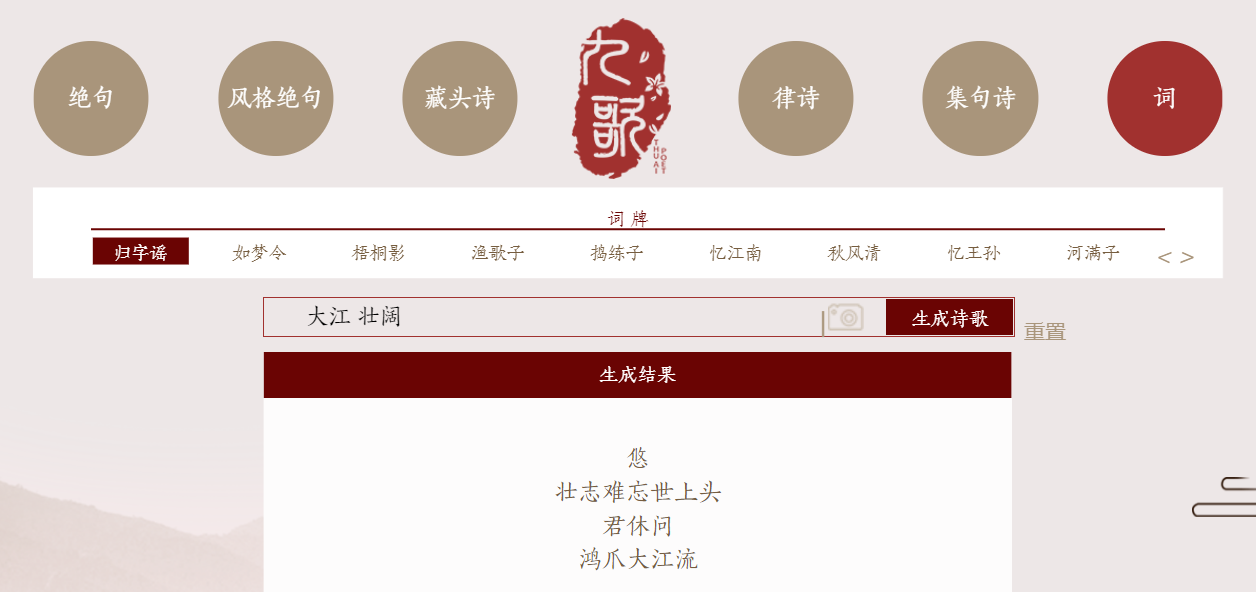 绝句 风格绝句 藏头诗 九歌 THUAI POET 律诗 集句诗 词
词牌
归字谣 如梦令 梧桐影 渔歌子 捣练子 忆江南 秋风清 忆王孙 河满子 < >
大江 壮阔 生成诗歌 重置
生成结果
悠
壮志难忘世上头
君休问
鸿爪大江流